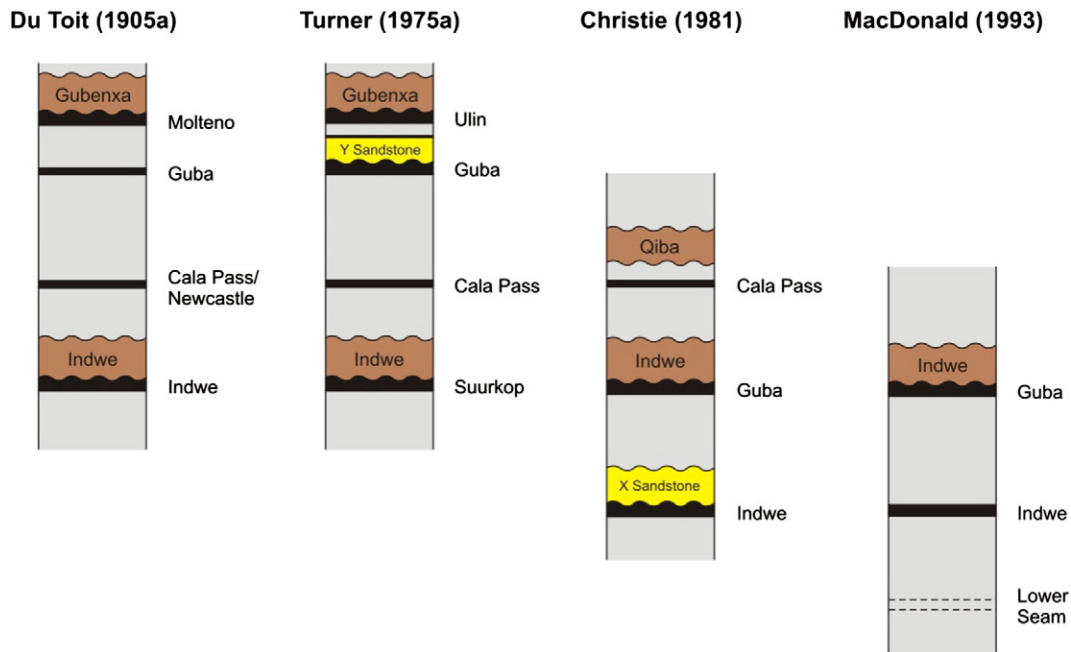 Du Toit (1905a)
Turner (1975a)
Christie (1981)
MacDonald (1993)
Gubenxa
Molteno
Guba
Cala Pass/
Newcastle
Indwe
Indwe
Gubenxa
Ulin
Y Sandstone
Guba
Cala Pass
Indwe
Suurkop
Qiba
Cala Pass
Indwe
Guba
X Sandstone
Indwe
Indwe
Guba
Indwe
Lower
Seam